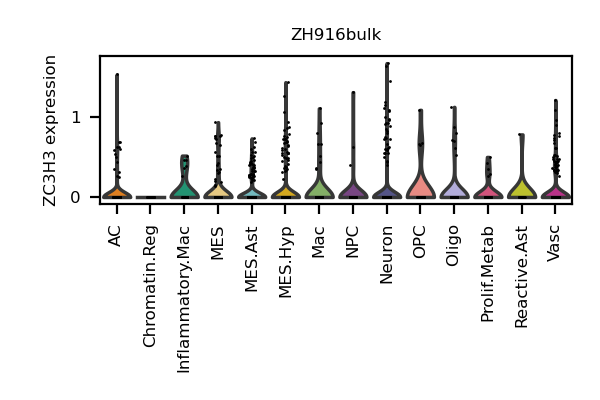 ZH916bulk
ZC3H3 expression
1
0
AC
Chromatin.Reg
Inflammatory.Mac
MES
MES.Ast
MES.Hyp
Mac
NPC
Neuron
OPC
Oligo
Prolif.Metab
Reactive.Ast
Vasc